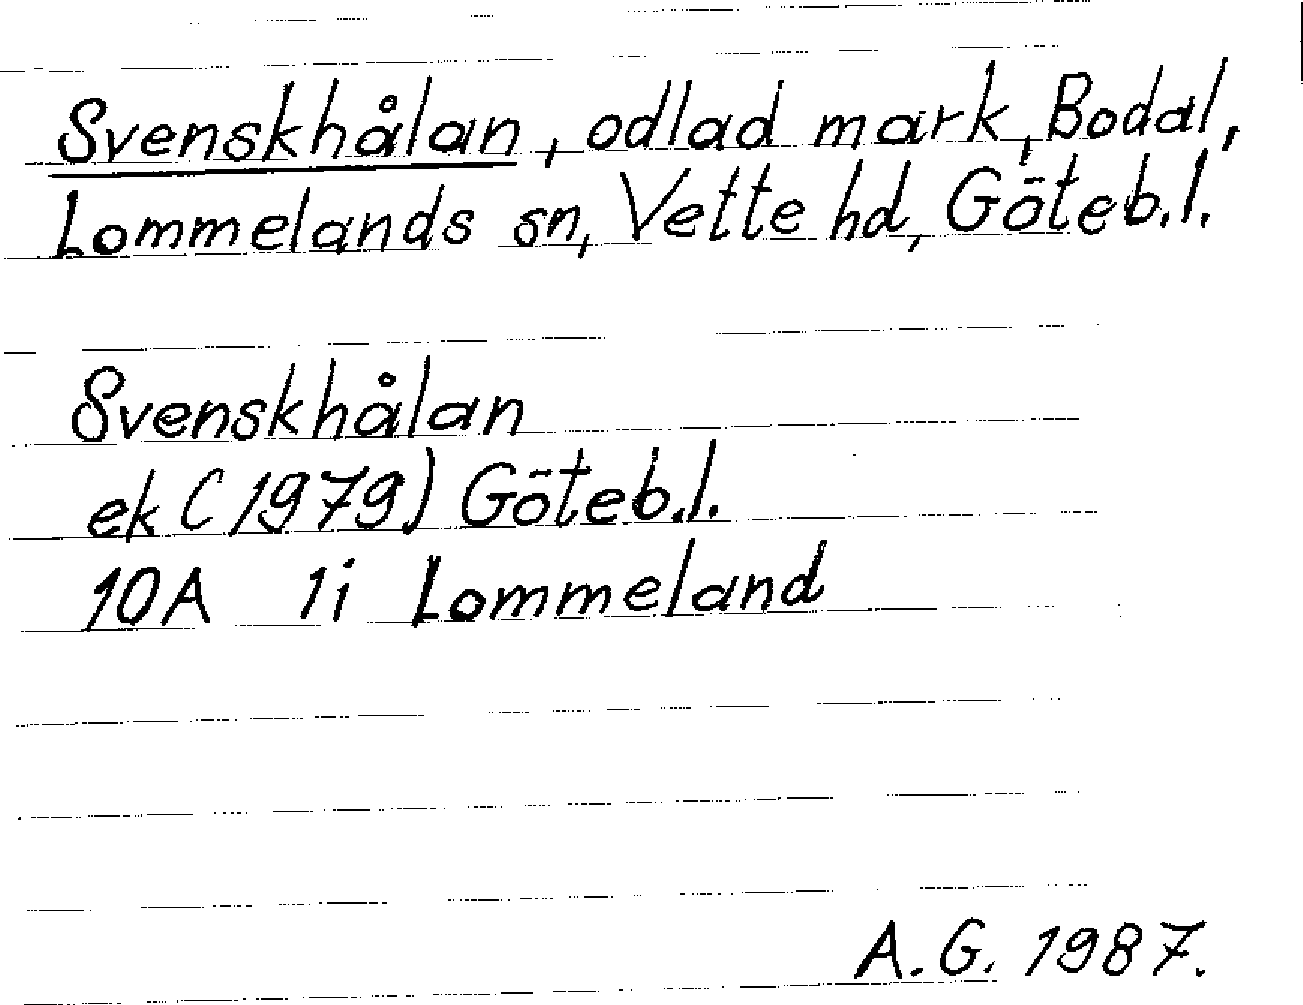 Svenskhålan, odlad mark, Bodal,
Lommelands sn, Vette hd, Göteb.l.
Svenskhålan
ek (1979) Göteb.l.
10A 1i Lommeland
A.G. 1987.